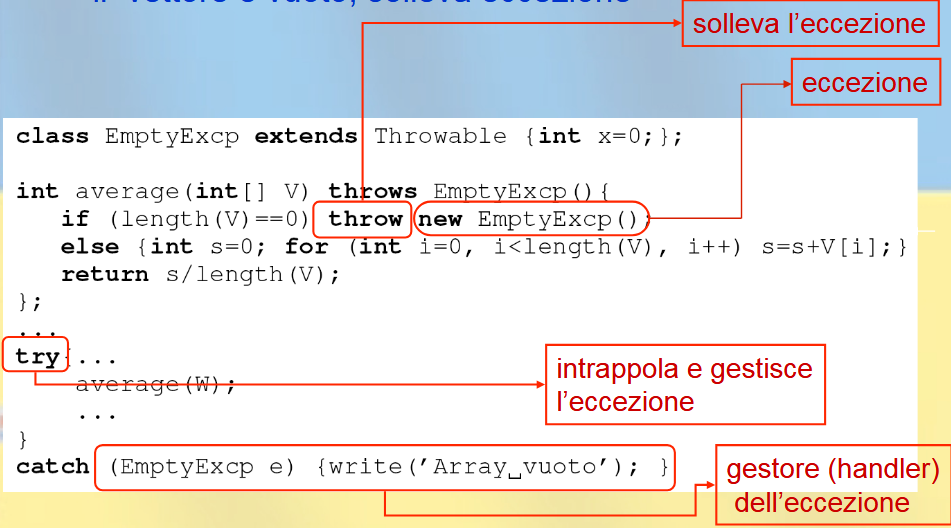 il vettore è vuoto, solleva eccezione
solleva l'eccezione
eccezione
class EmptyExcp extends Throwable {int x=0;};
int average(int[] V) throws EmptyExcp(){
if (length(V)==0) throw new EmptyExcp();
else {int s=0; for (int i=0, i<length(V), i++) s=s+V[i];}
return s/length(V);
};
...
try{...
average(W);
...
}
catch (EmptyExcp e) {write('Array␣vuoto'); }
intrappola e gestisce
l'eccezione
gestore (handler)
dell'eccezione